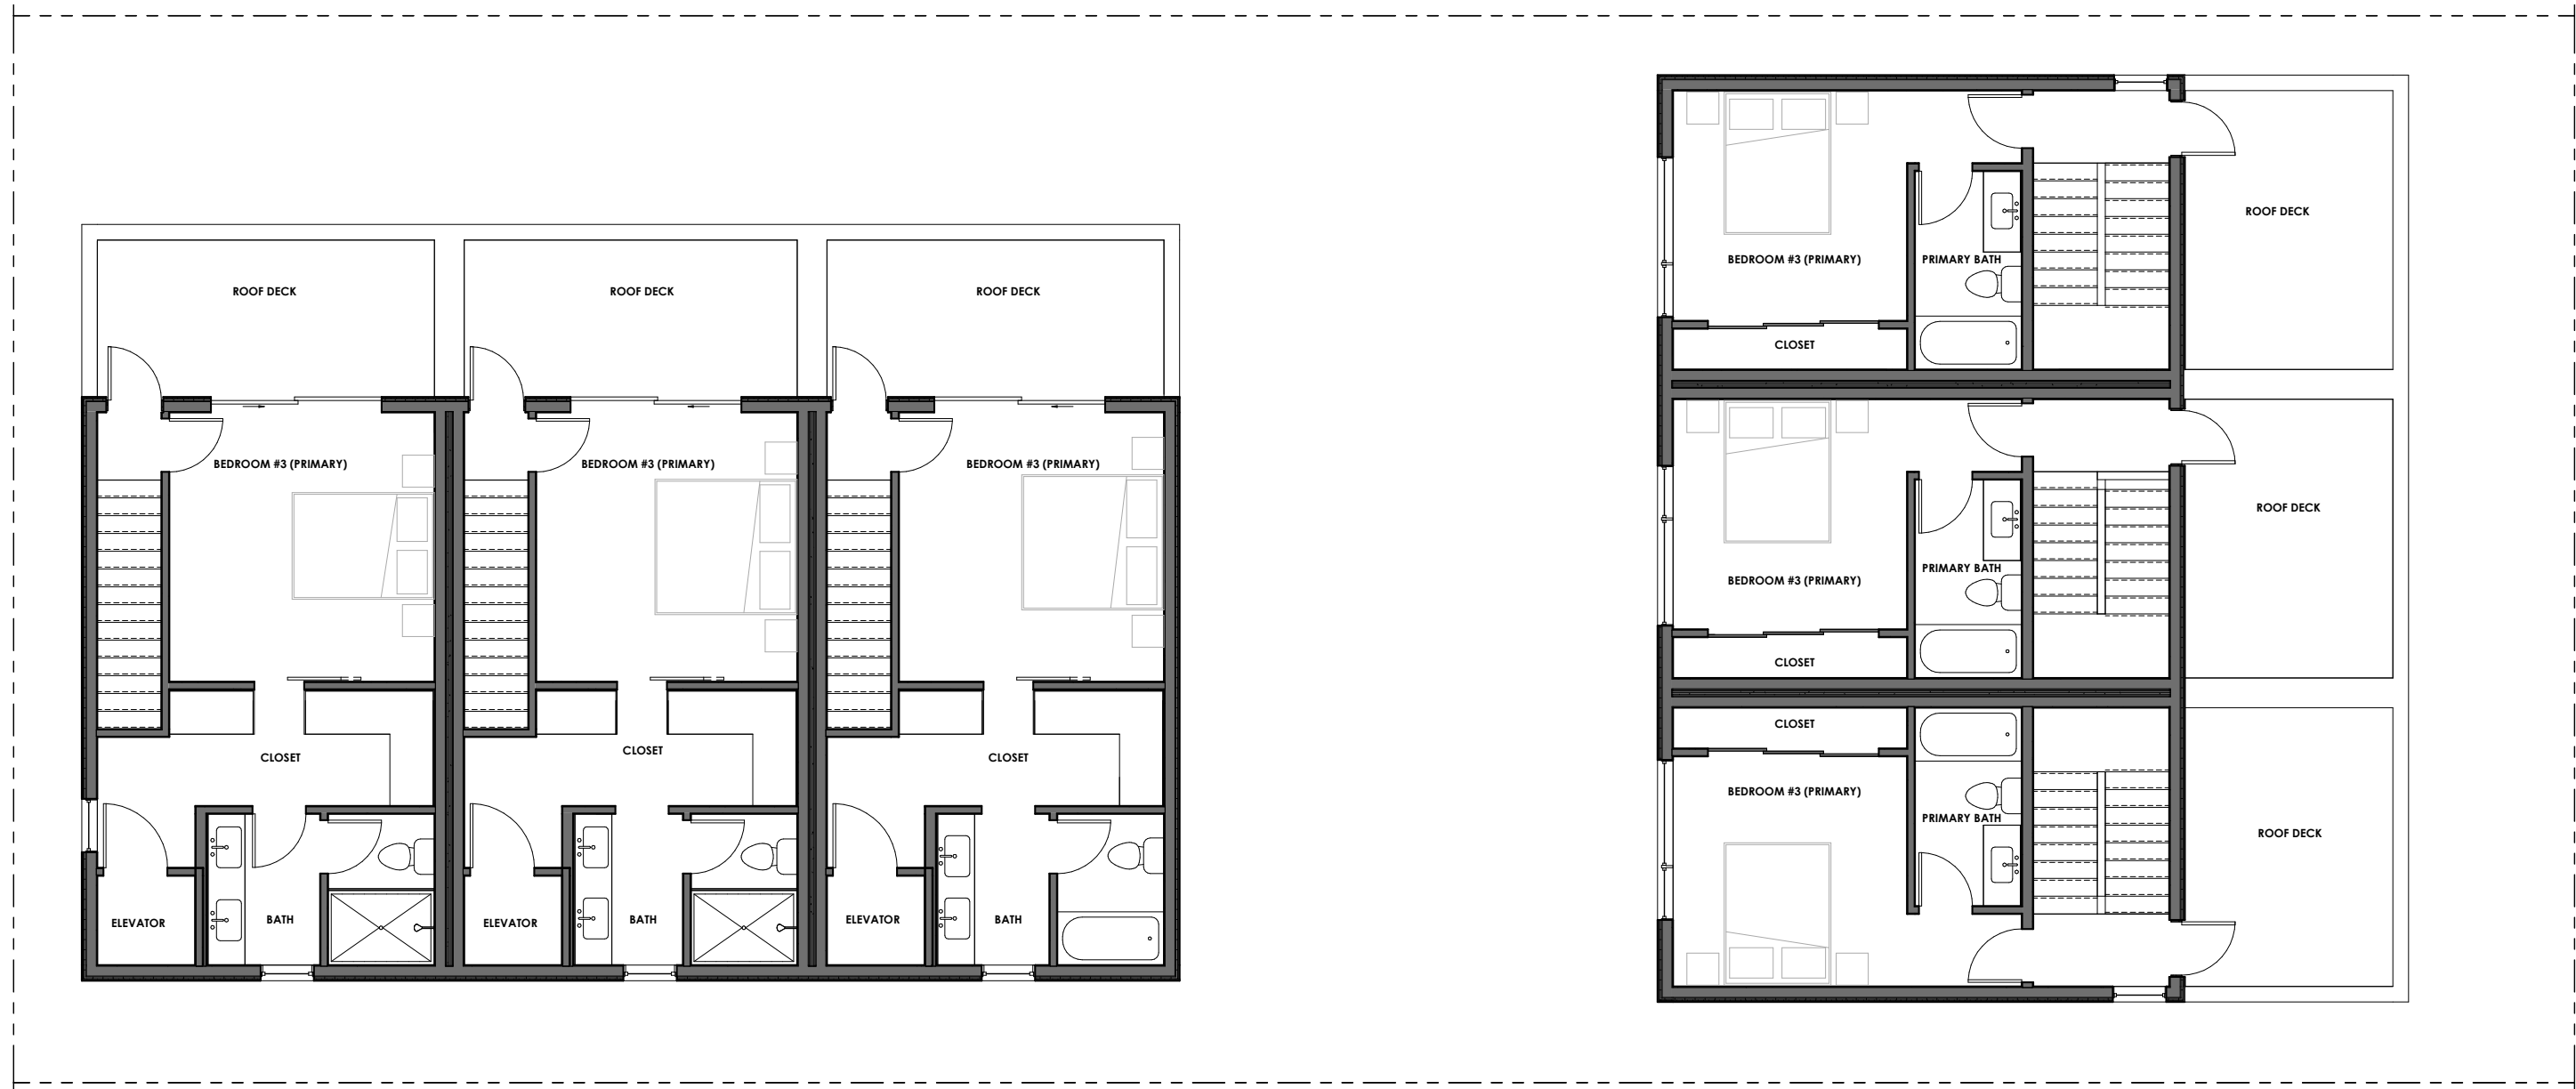 ROOF DECK
ROOF DECK
ROOF DECK
BEDROOM #3 (PRIMARY)
BEDROOM #3 (PRIMARY)
BEDROOM #3 (PRIMARY)
CLOSET
CLOSET
CLOSET
ELEVATOR
BATH
ELEVATOR
BATH
ELEVATOR
BATH
ROOF DECK
BEDROOM #3 (PRIMARY)
PRIMARY BATH
CLOSET
ROOF DECK
PRIMARY BATH
BEDROOM #3 (PRIMARY)
CLOSET
CLOSET
BEDROOM #3 (PRIMARY)
PRIMARY BATH
ROOF DECK